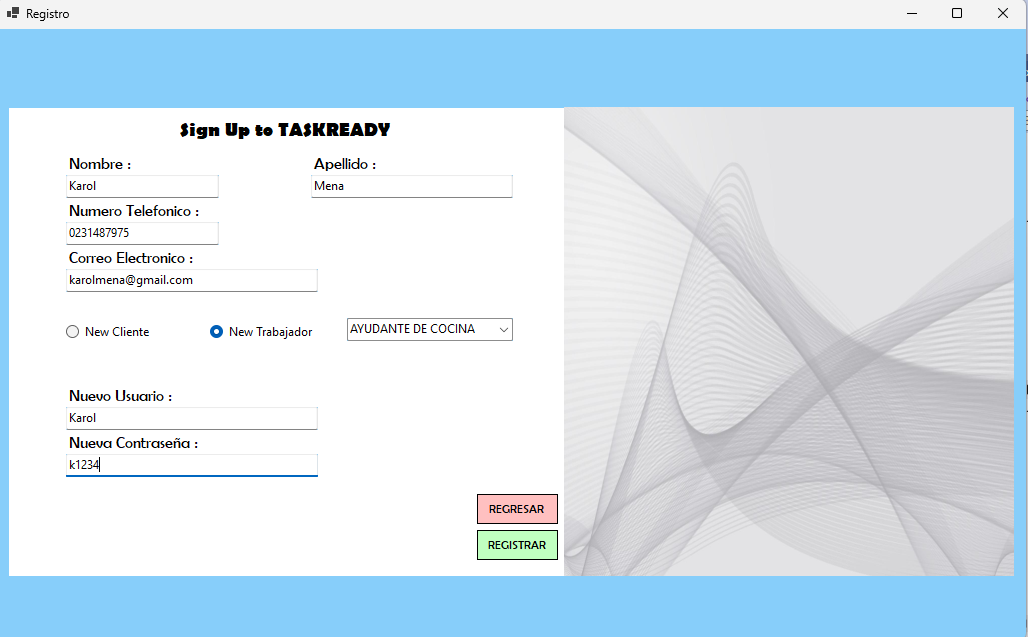 Registro
Sign Up to TASKREADY
Nombre : Apellido :
Karol Mena
Numero Telefonico :
0231487975
Correo Electronico :
karolmena@gmail.com
New Cliente New Trabajador AYUDANTE DE COCINA
Nuevo Usuario :
Karol
Nueva Contraseña :
k1234
REGRESAR
REGISTRAR